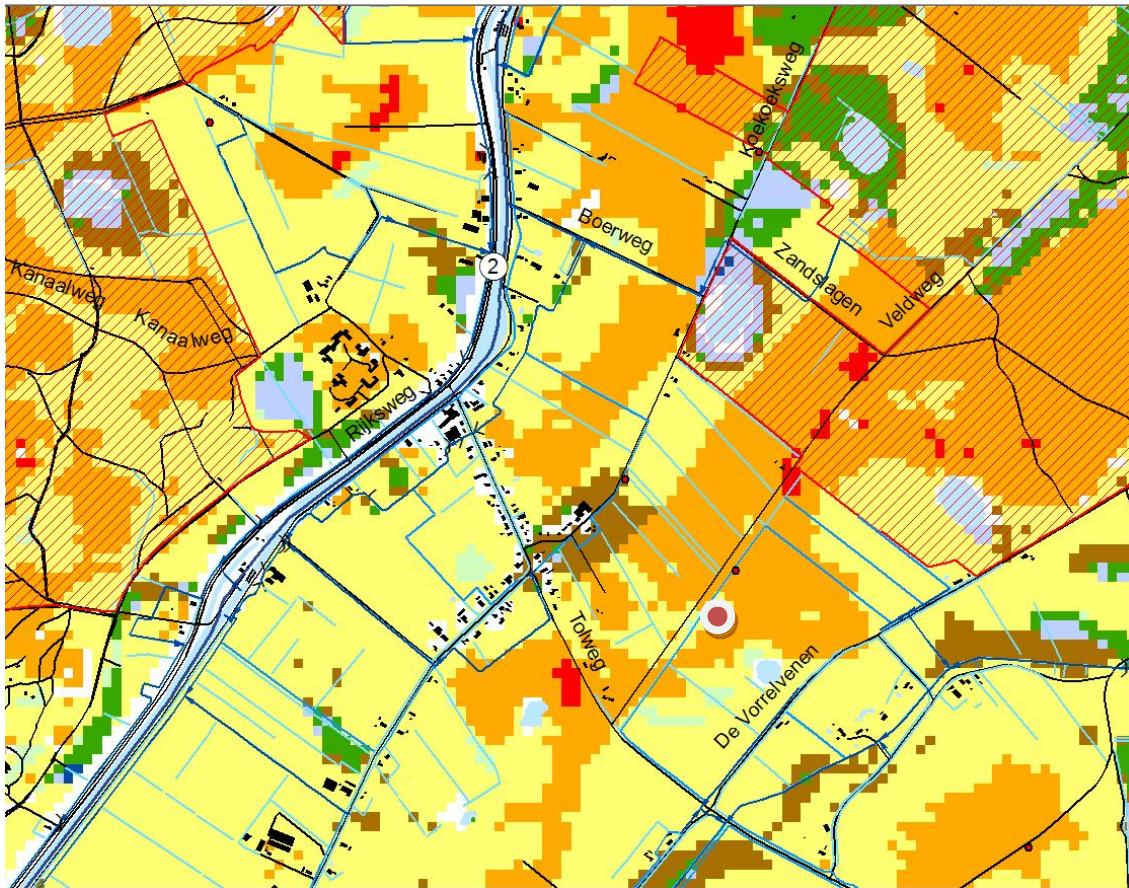 Koekoeksweg
Boerweg
Zandslagen
Veldweg
2
Kanaalweg
Kanaalweg
Rijksweg
Tolweg
De Vorrelvenen